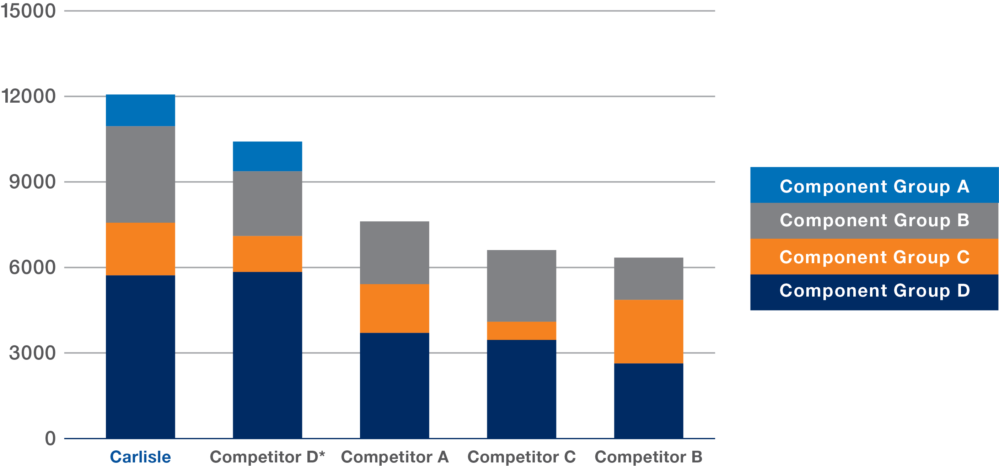 15000
12000
9000
6000
3000
0
Carlisle
Competitor D*
Competitor A
Competitor C
Competitor B
Component Group A
Component Group B
Component Group C
Component Group D